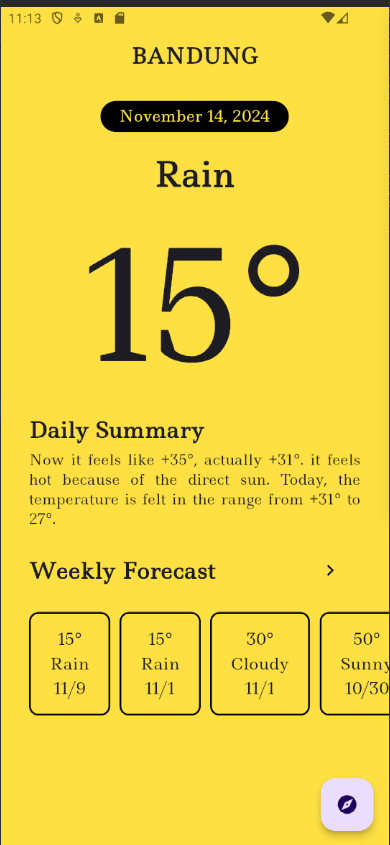 11:13
BANDUNG
November 14, 2024
Rain
15°
Daily Summary
Now it feels like +35°, actually +31°. it feels
hot because of the direct sun. Today, the
temperature is felt in the range from +31° to
27°.
Weekly Forecast
15° 15° 30° 50°
Rain Rain Cloudy Sunny
11/9 11/1 11/1 10/30